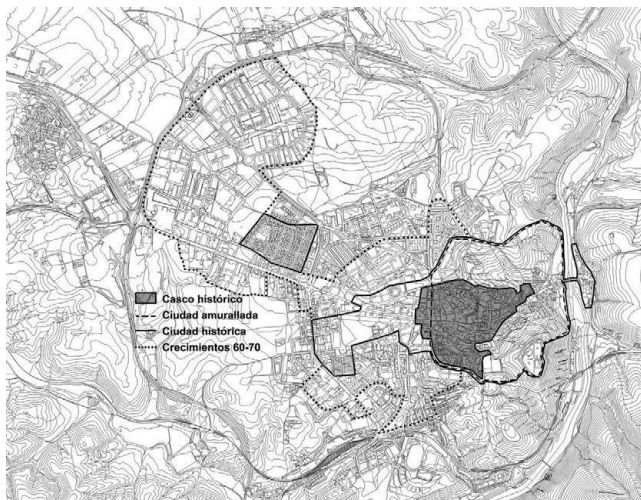 Casco histórico
Ciudad amurallada
Ciudad histórica
Crecimientos 60-70